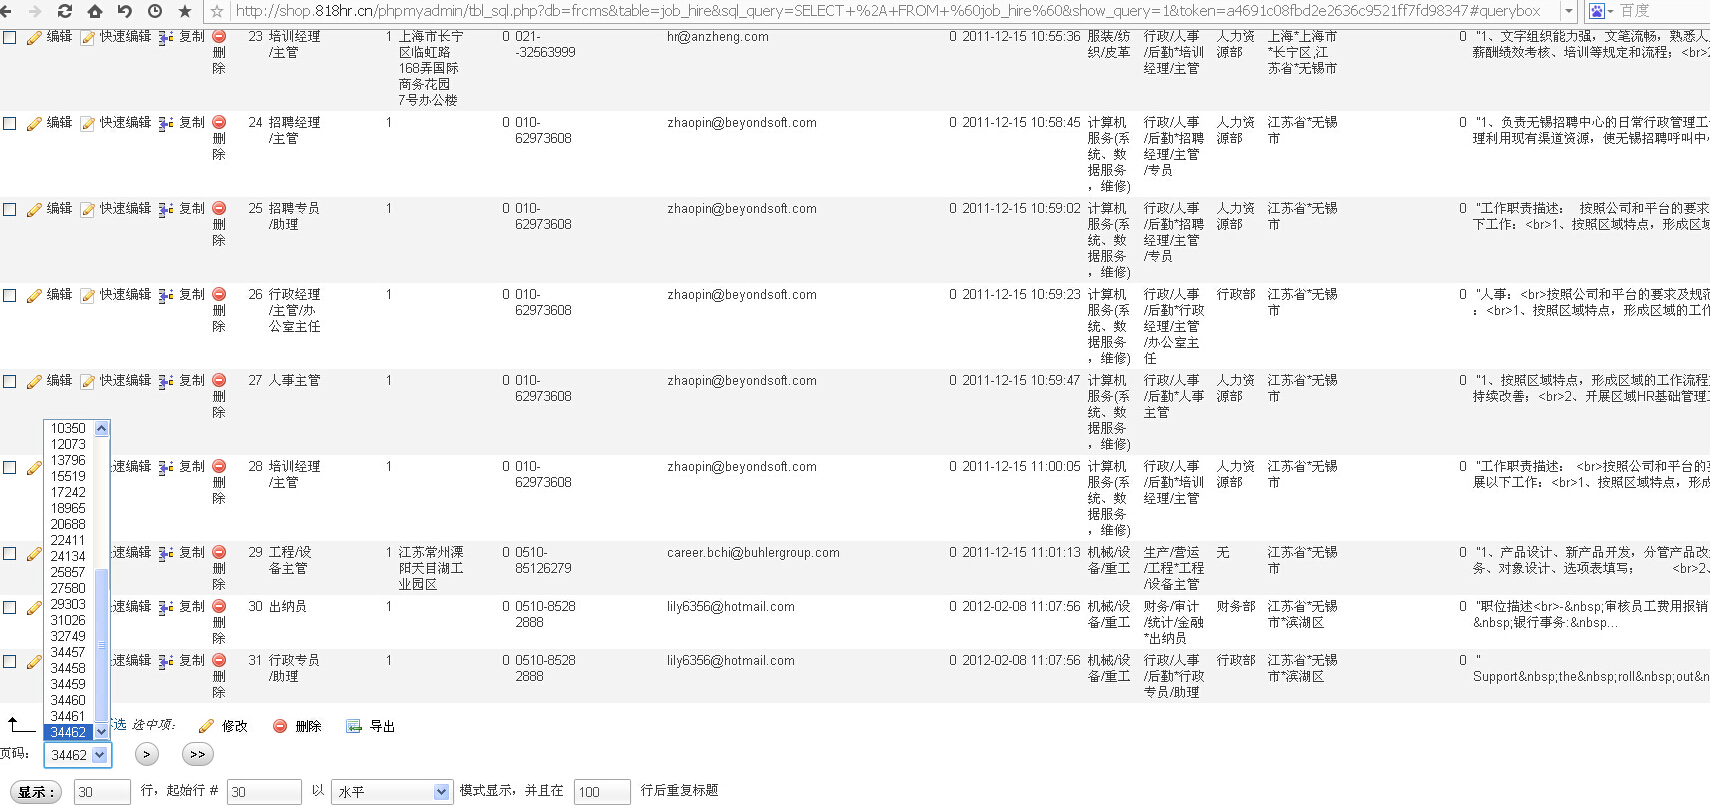 http://shop.818hr.cn/phpmyadmin/tbl_sql.php?db=frcms&table=job_hire&sql_query=SELECT+%2A+FROM+%60job_hire%60&show_query=1&token=a4691c08fbd2e2636c9521ff7fd98347#querybox 百度
编辑 快速编辑 复制 删除 23 培训经理/主管 1 上海市长宁区临虹路168弄国际商务花园7号办公楼 0 021--32563999 hr@anzheng.com 0 2011-12-15 10:55:36 服装/纺织/皮革 行政/人事/后勤*培训经理/主管 人力资源部 上海*上海市*长宁区,江苏省*无锡市 0 "1、文字组织能力强，文笔流畅，熟悉人 薪酬绩效考核、培训等规定和流程；<br>2
编辑 快速编辑 复制 删除 24 招聘经理/主管 1 0 010-62973608 zhaopin@beyondsoft.com 0 2011-12-15 10:58:45 计算机服务(系统、数据服务，维修) 行政/人事/后勤*招聘经理/主管/专员 人力资源部 江苏省*无锡市 0 "1、负责无锡招聘中心的日常行政管理工 理利用现有渠道资源，使无锡招聘呼叫中
编辑 快速编辑 复制 删除 25 招聘专员/助理 1 0 010-62973608 zhaopin@beyondsoft.com 0 2011-12-15 10:59:02 计算机服务(系统、数据服务，维修) 行政/人事/后勤*招聘经理/主管/专员 人力资源部 江苏省*无锡市 0 "工作职责描述： 按照公司和平台的要求 下工作：<br>1、按照区域特点，形成区域
编辑 快速编辑 复制 删除 26 行政经理/主管/办公室主任 1 0 010-62973608 zhaopin@beyondsoft.com 0 2011-12-15 10:59:23 计算机服务(系统、数据服务，维修) 行政/人事/后勤*行政经理/主管/办公室主任 行政部 江苏省*无锡市 0 "人事：<br>按照公司和平台的要求及规范 ：<br>1、按照区域特点，形成区域的工作
编辑 快速编辑 复制 删除 27 人事主管 1 0 010-62973608 zhaopin@beyondsoft.com 0 2011-12-15 10:59:47 计算机服务(系统、数据服务，维修) 行政/人事/后勤*人事主管 人力资源部 江苏省*无锡市 0 "1、按照区域特点，形成区域的工作流程 持续改善；<br>2、开展区域HR基础管理工
快速编辑 复制 删除 28 培训经理/主管 1 0 010-62973608 zhaopin@beyondsoft.com 0 2011-12-15 11:00:05 计算机服务(系统、数据服务，维修) 行政/人事/后勤*培训经理/主管 人力资源部 江苏省*无锡市 0 "工作职责描述： <br>按照公司和平台的要 展以下工作：<br>1、按照区域特点，形成
快速编辑 复制 删除 29 工程/设备主管 1 江苏常州溧阳天目湖工业园区 0 0510-85126279 career.bchi@buhlergroup.com 0 2011-12-15 11:01:13 机械/设备/重工 生产/营运/工程*工程/设备主管 无 江苏省*无锡市 0 "1、产品设计、新产品开发，分管产品改 务、对象设计、选项表填写； <br>2、
快速编辑 复制 删除 30 出纳员 1 0 0510-85282888 lily6356@hotmail.com 0 2012-02-08 11:07:56 机械/设备/重工 财务/审计/统计/金融*出纳员 财务部 江苏省*无锡市*滨湖区 0 "职位描述<br>-&nbsp;审核员工费用报销 &nbsp;银行事务:&nbsp...
快速编辑 复制 删除 31 行政专员/助理 1 0 0510-85282888 lily6356@hotmail.com 0 2012-02-08 11:07:56 机械/设备/重工 行政/人事/后勤*行政专员/助理 行政部 江苏省*无锡市*滨湖区 0 " Support&nbsp;the&nbsp;roll&nbsp;out&n
10350
12073
13796
15519
17242
18965
20688
22411
24134
25857
27580
29303
31026
32749
34457
34458
34459
34460
34461
34462
选 选中项： 修改 删除 导出
页码： 34462 > >>
显示： 30 行，起始行 # 30 以 水平 模式显示，并且在 100 行后重复标题